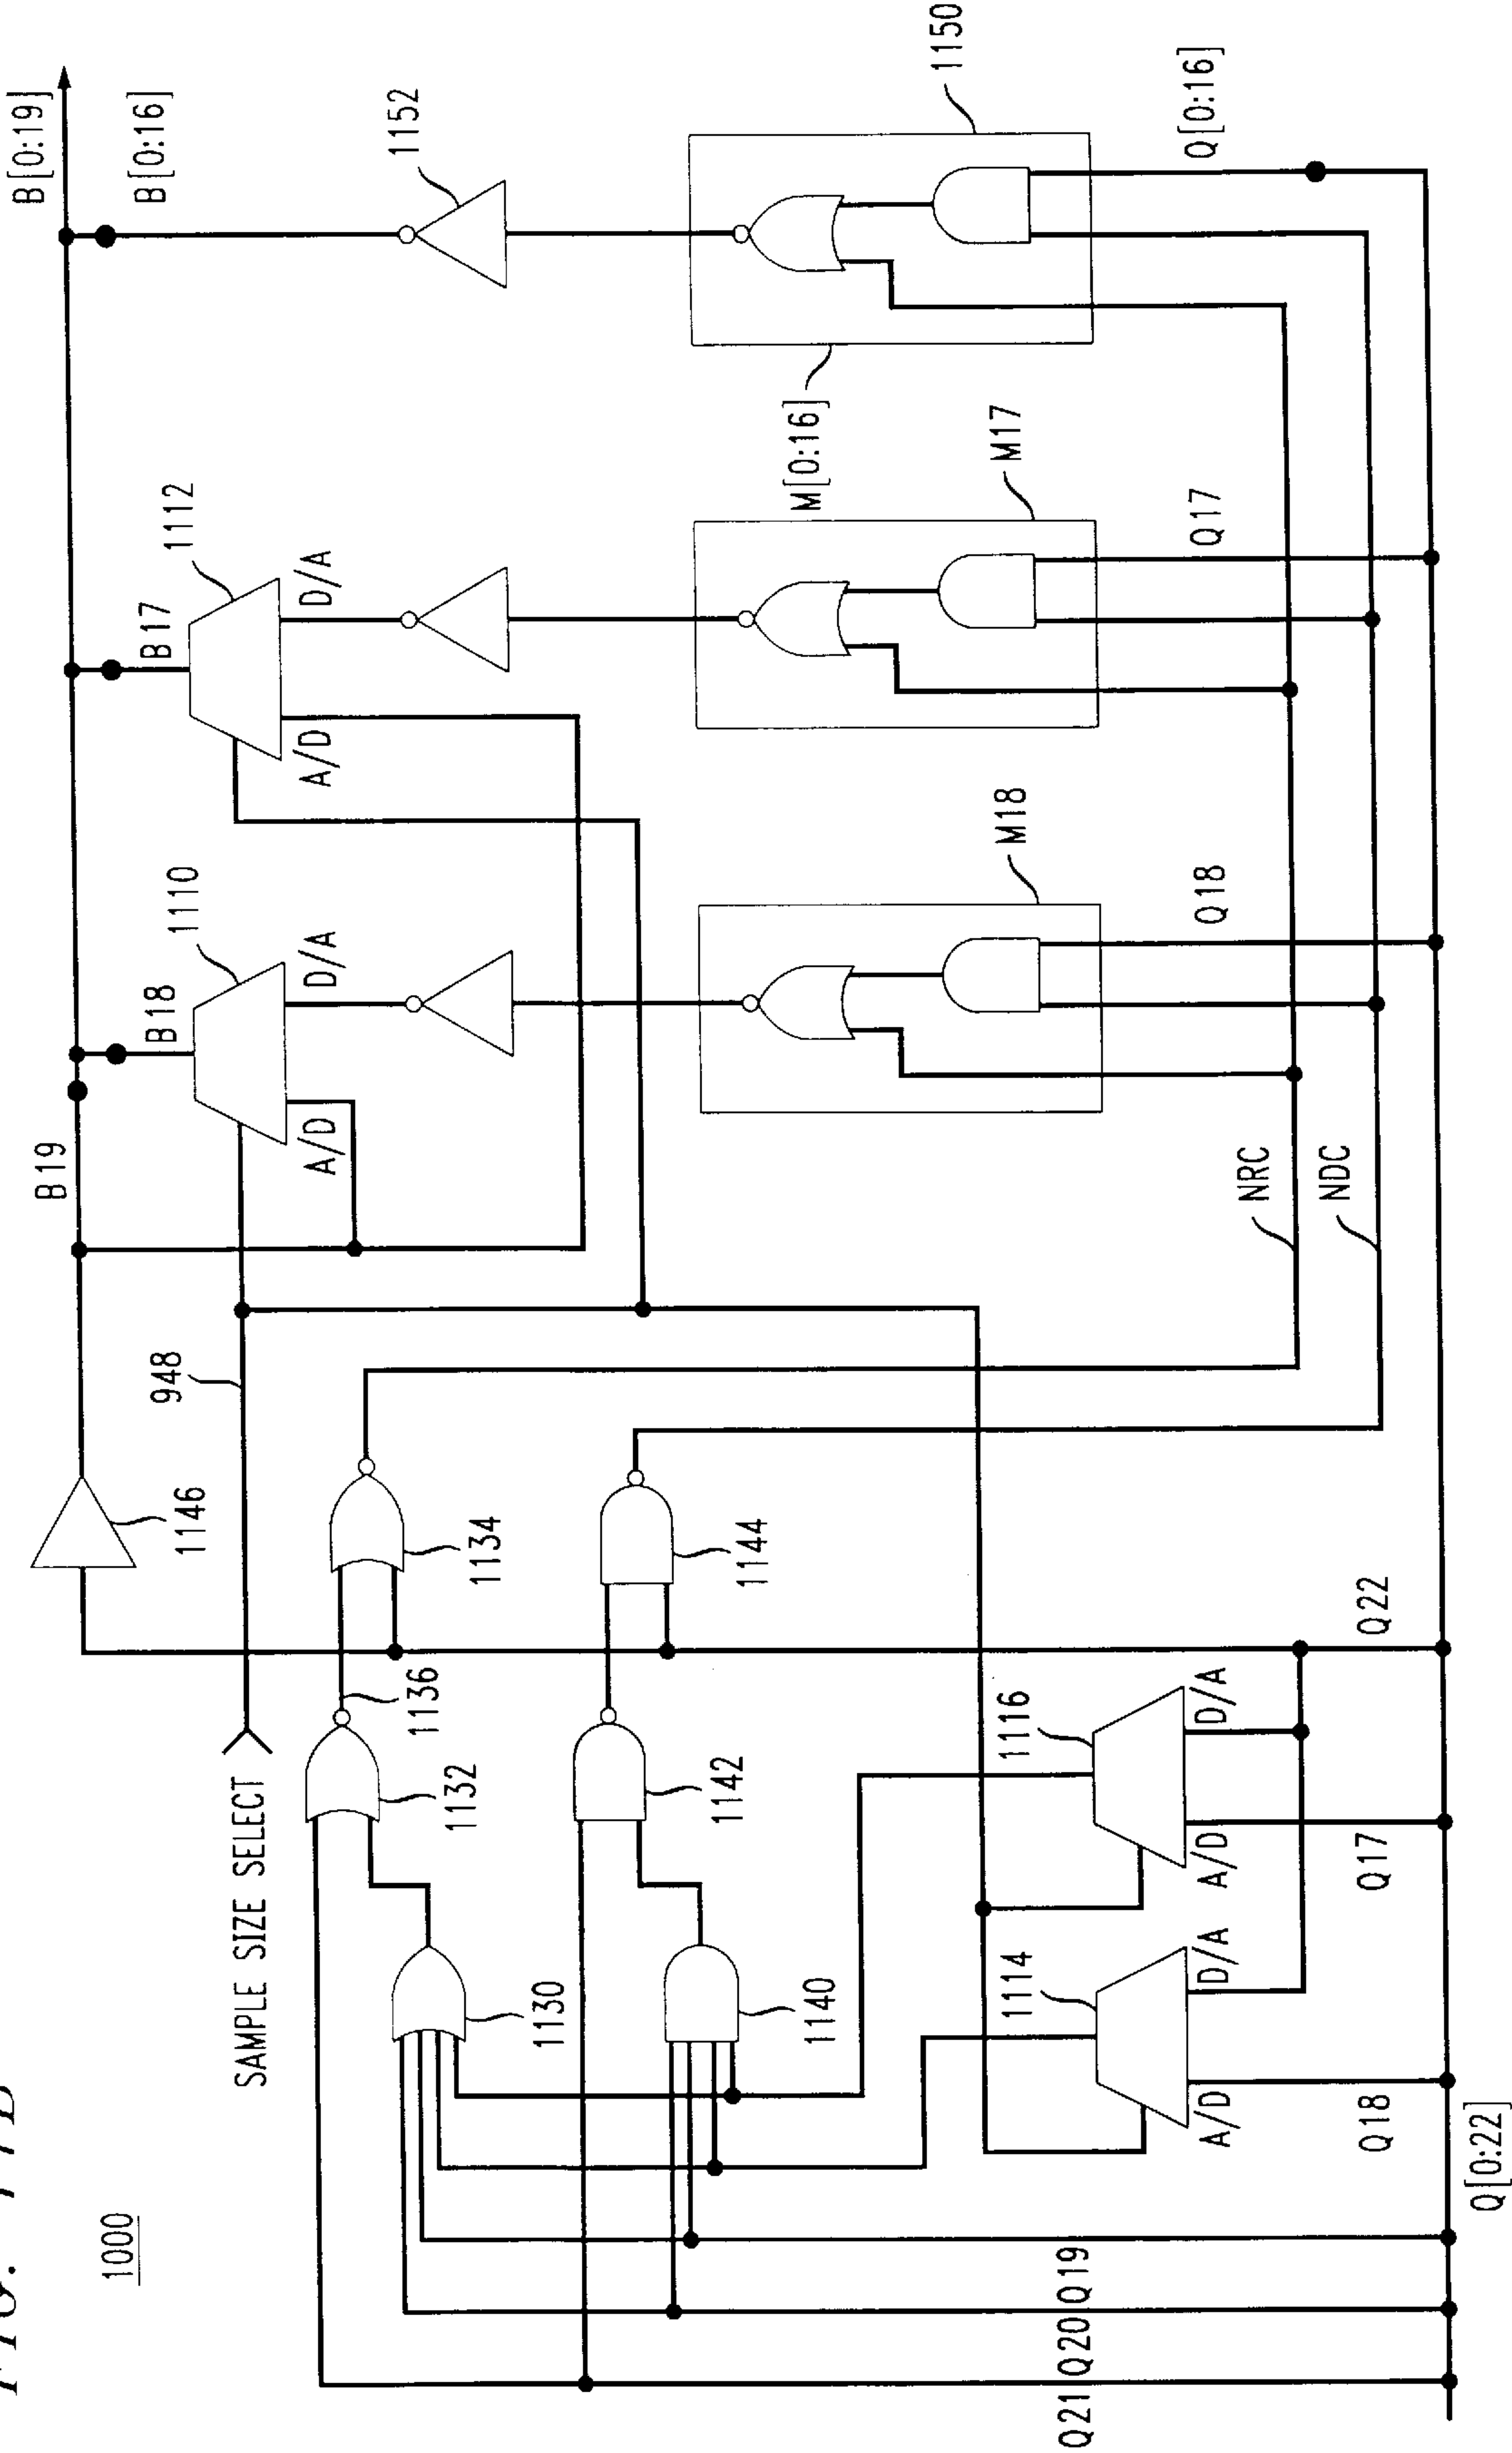 1000
B[0:19]
B[0:16]
B19
B18
B17
1110
1112
1152
948
1146
SAMPLE SIZE SELECT
A/D
D/A
A/D
D/A
1136
1132
1134
1130
1142
1144
1140
M18
M17
M[0:16]
1150
NRC
NDC
1114
1116
A/D
D/A
A/D
D/A
Q21
Q20
Q19
Q18
Q17
Q22
Q18
Q17
Q[0:16]
Q[0:22]